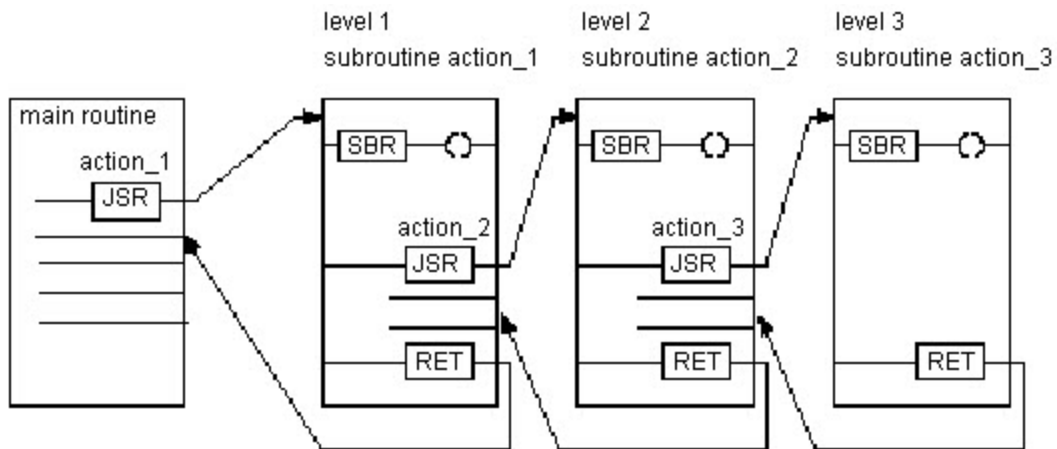 level 1
subroutine action_1
level 2
subroutine action_2
level 3
subroutine action_3
main routine
action_1
JSR
SBR
action_2
JSR
RET
SBR
action_3
JSR
RET
SBR
RET